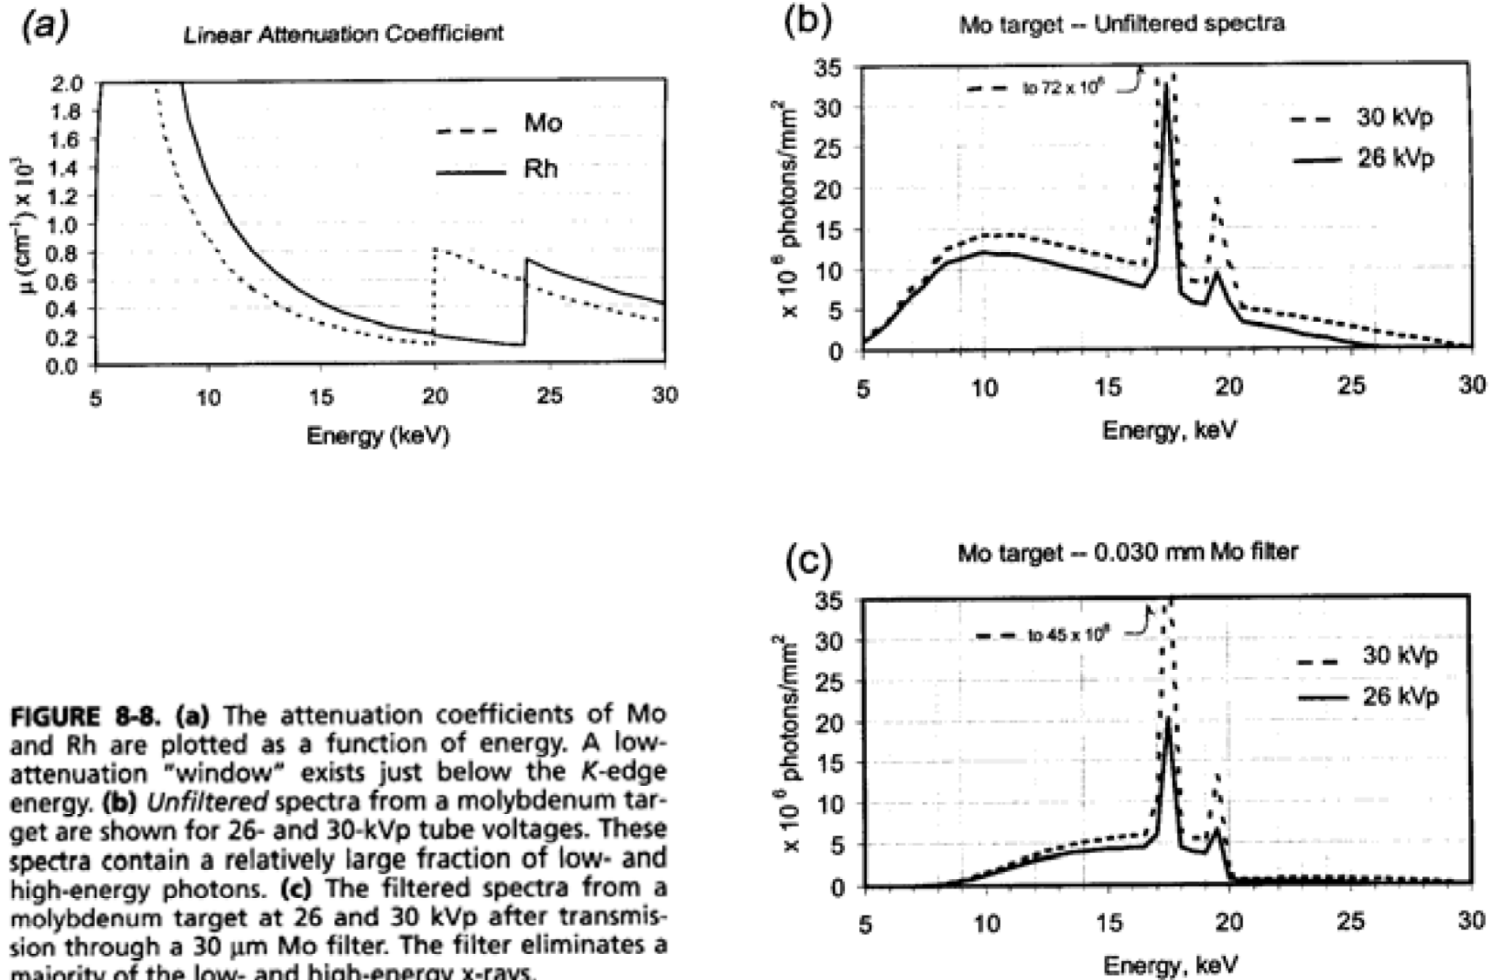 (a)
Linear Attenuation Coefficient
2.0
1.8
1.6
1.4
1.2
1.0
0.8
0.6
0.4
0.2
0.0
μ (cm⁻¹) x 10³
Mo
Rh
5 10 15 20 25 30
Energy (keV)
(b)
Mo target -- Unfiltered spectra
35
30
25
20
15
10
5
0
x 10⁶ photons/mm²
to 72 x 10⁶
30 kVp
26 kVp
5 10 15 20 25 30
Energy, keV
(c)
Mo target -- 0.030 mm Mo filter
35
30
25
20
15
10
5
0
x 10⁶ photons/mm²
to 45 x 10⁶
30 kVp
26 kVp
5 10 15 20 25 30
Energy, keV
FIGURE 8-8. (a) The attenuation coefficients of Mo
and Rh are plotted as a function of energy. A low-
attenuation "window" exists just below the K-edge
energy. (b) Unfiltered spectra from a molybdenum tar-
get are shown for 26- and 30-kVp tube voltages. These
spectra contain a relatively large fraction of low- and
high-energy photons. (c) The filtered spectra from a
molybdenum target at 26 and 30 kVp after transmis-
sion through a 30 μm Mo filter. The filter eliminates a
majority of the low- and high-energy x-rays.